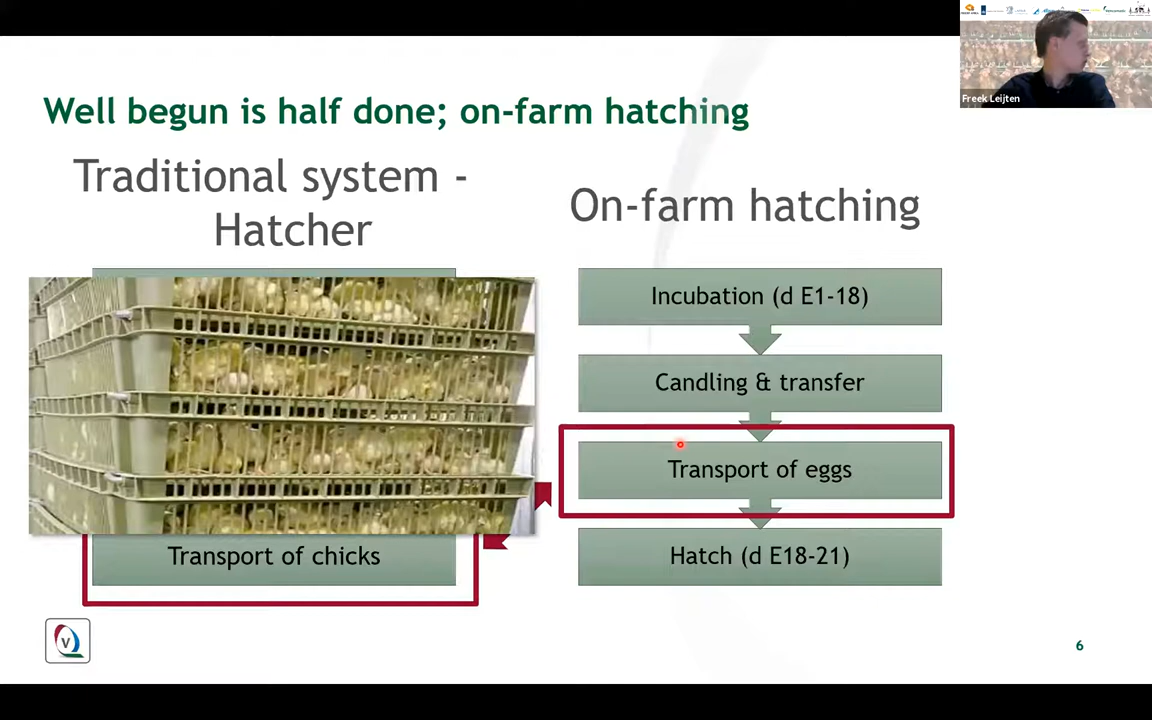 Freek Leijten
Well begun is half done; on-farm hatching
Traditional system -
Hatcher
On-farm hatching
Incubation (d E1-18)
Candling & transfer
Transport of eggs
Hatch (d E18-21)
Transport of chicks
V
6